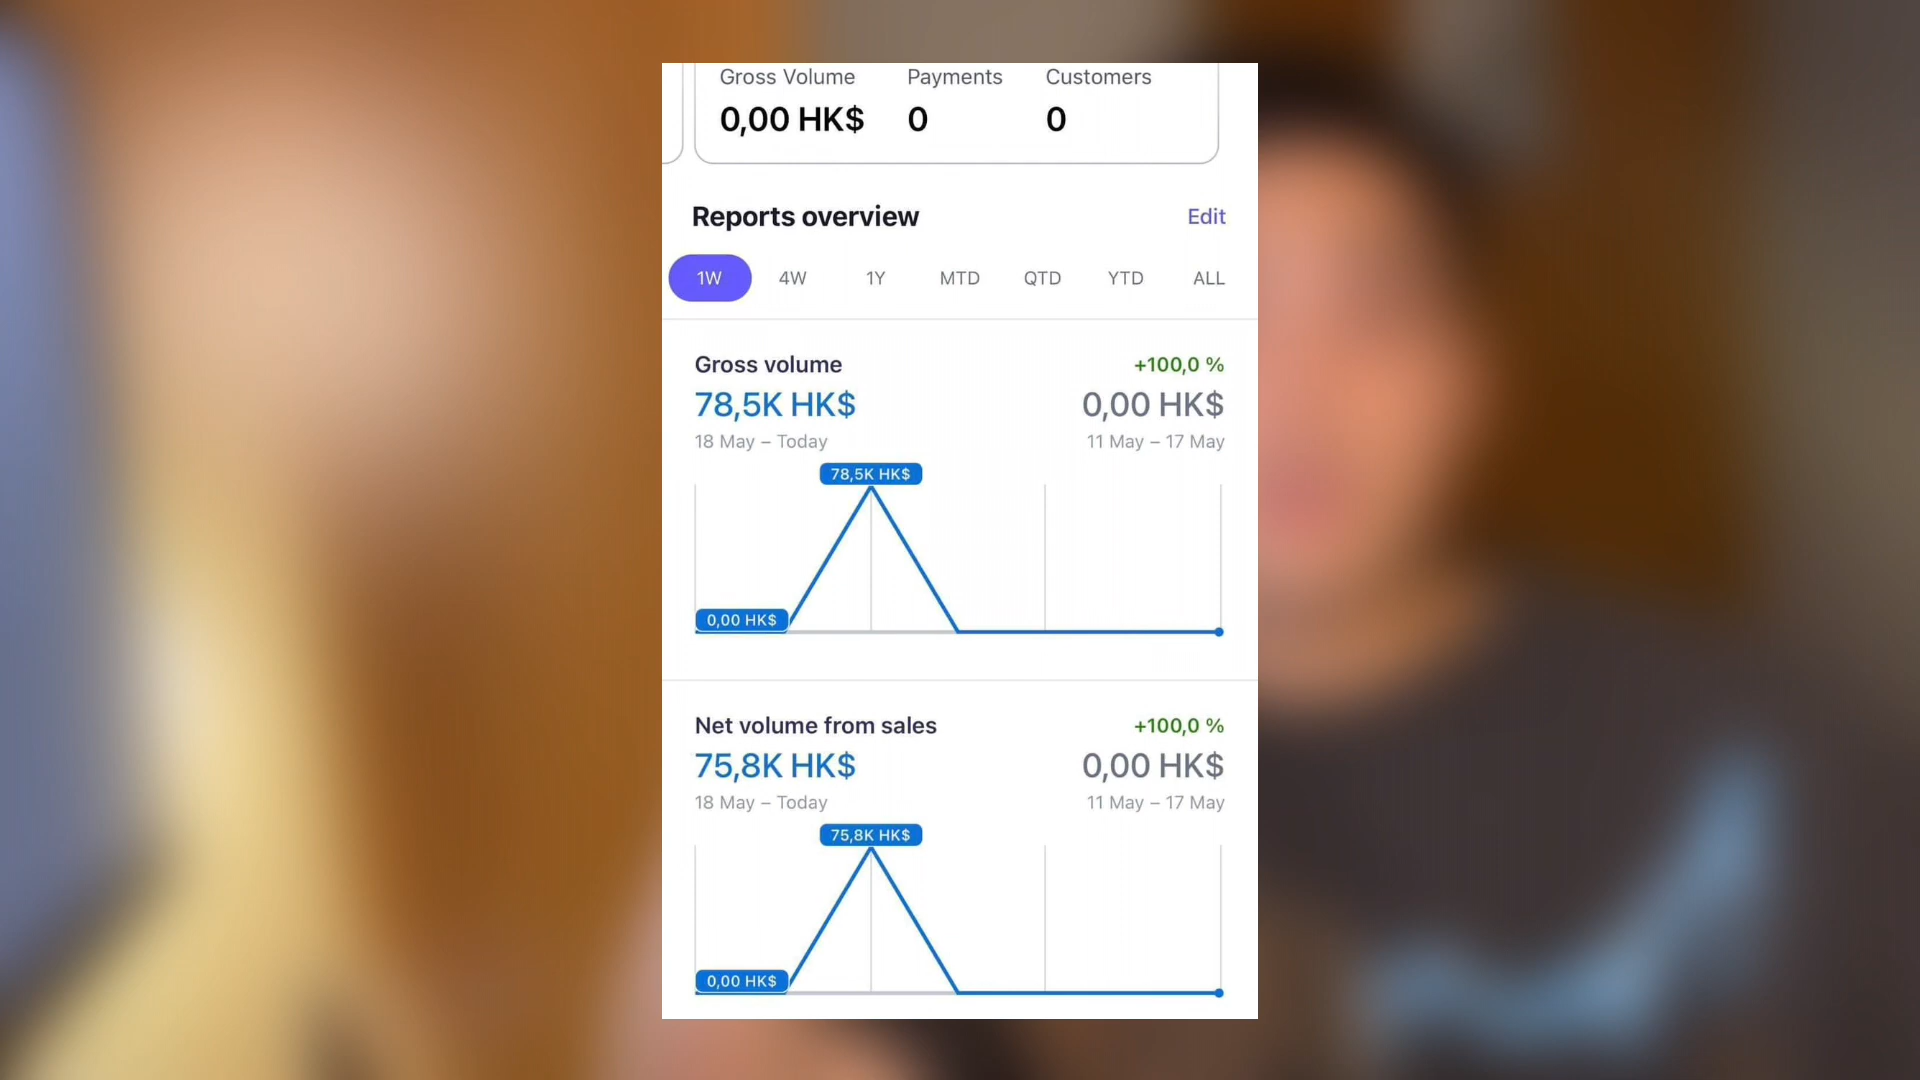 Gross Volume Payments Customers
0,00 HK$ 0 0
Reports overview Edit
1W 4W 1Y MTD QTD YTD ALL
Gross volume +100,0 %
78,5K HK$ 0,00 HK$
18 May – Today 11 May – 17 May
78,5K HK$
0,00 HK$
Net volume from sales +100,0 %
75,8K HK$ 0,00 HK$
18 May – Today 11 May – 17 May
75,8K HK$
0,00 HK$